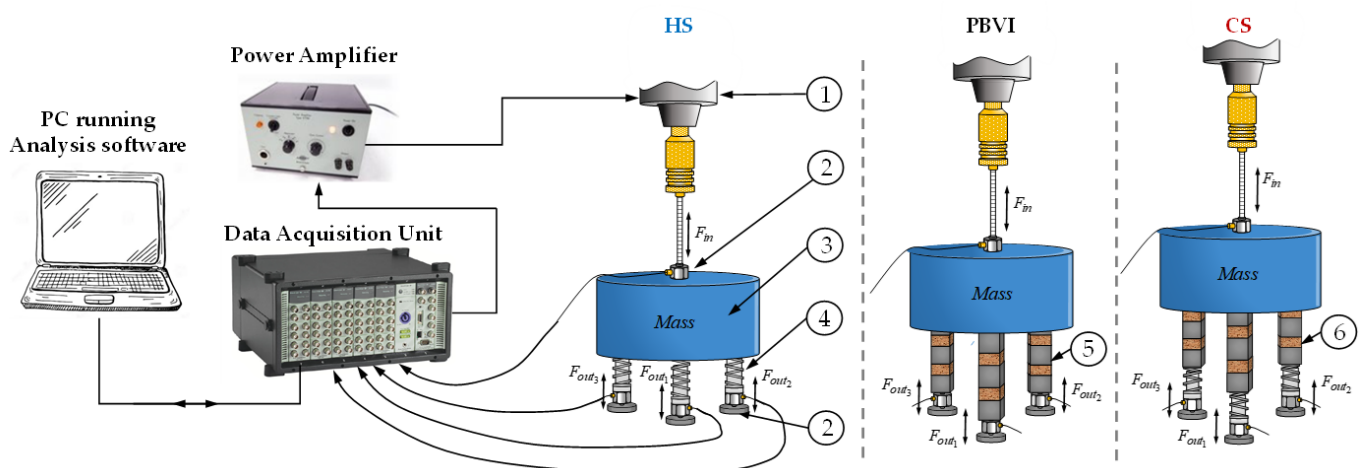 HS
PBVI
CS
Power Amplifier
1
PC running
Analysis software
2
F_in
F_in
F_in
Data Acquisition Unit
3
Mass
Mass
Mass
4
5
6
F_out3
F_out1
F_out2
F_out3
F_out2
F_out3
F_out2
2
F_out1
F_out1